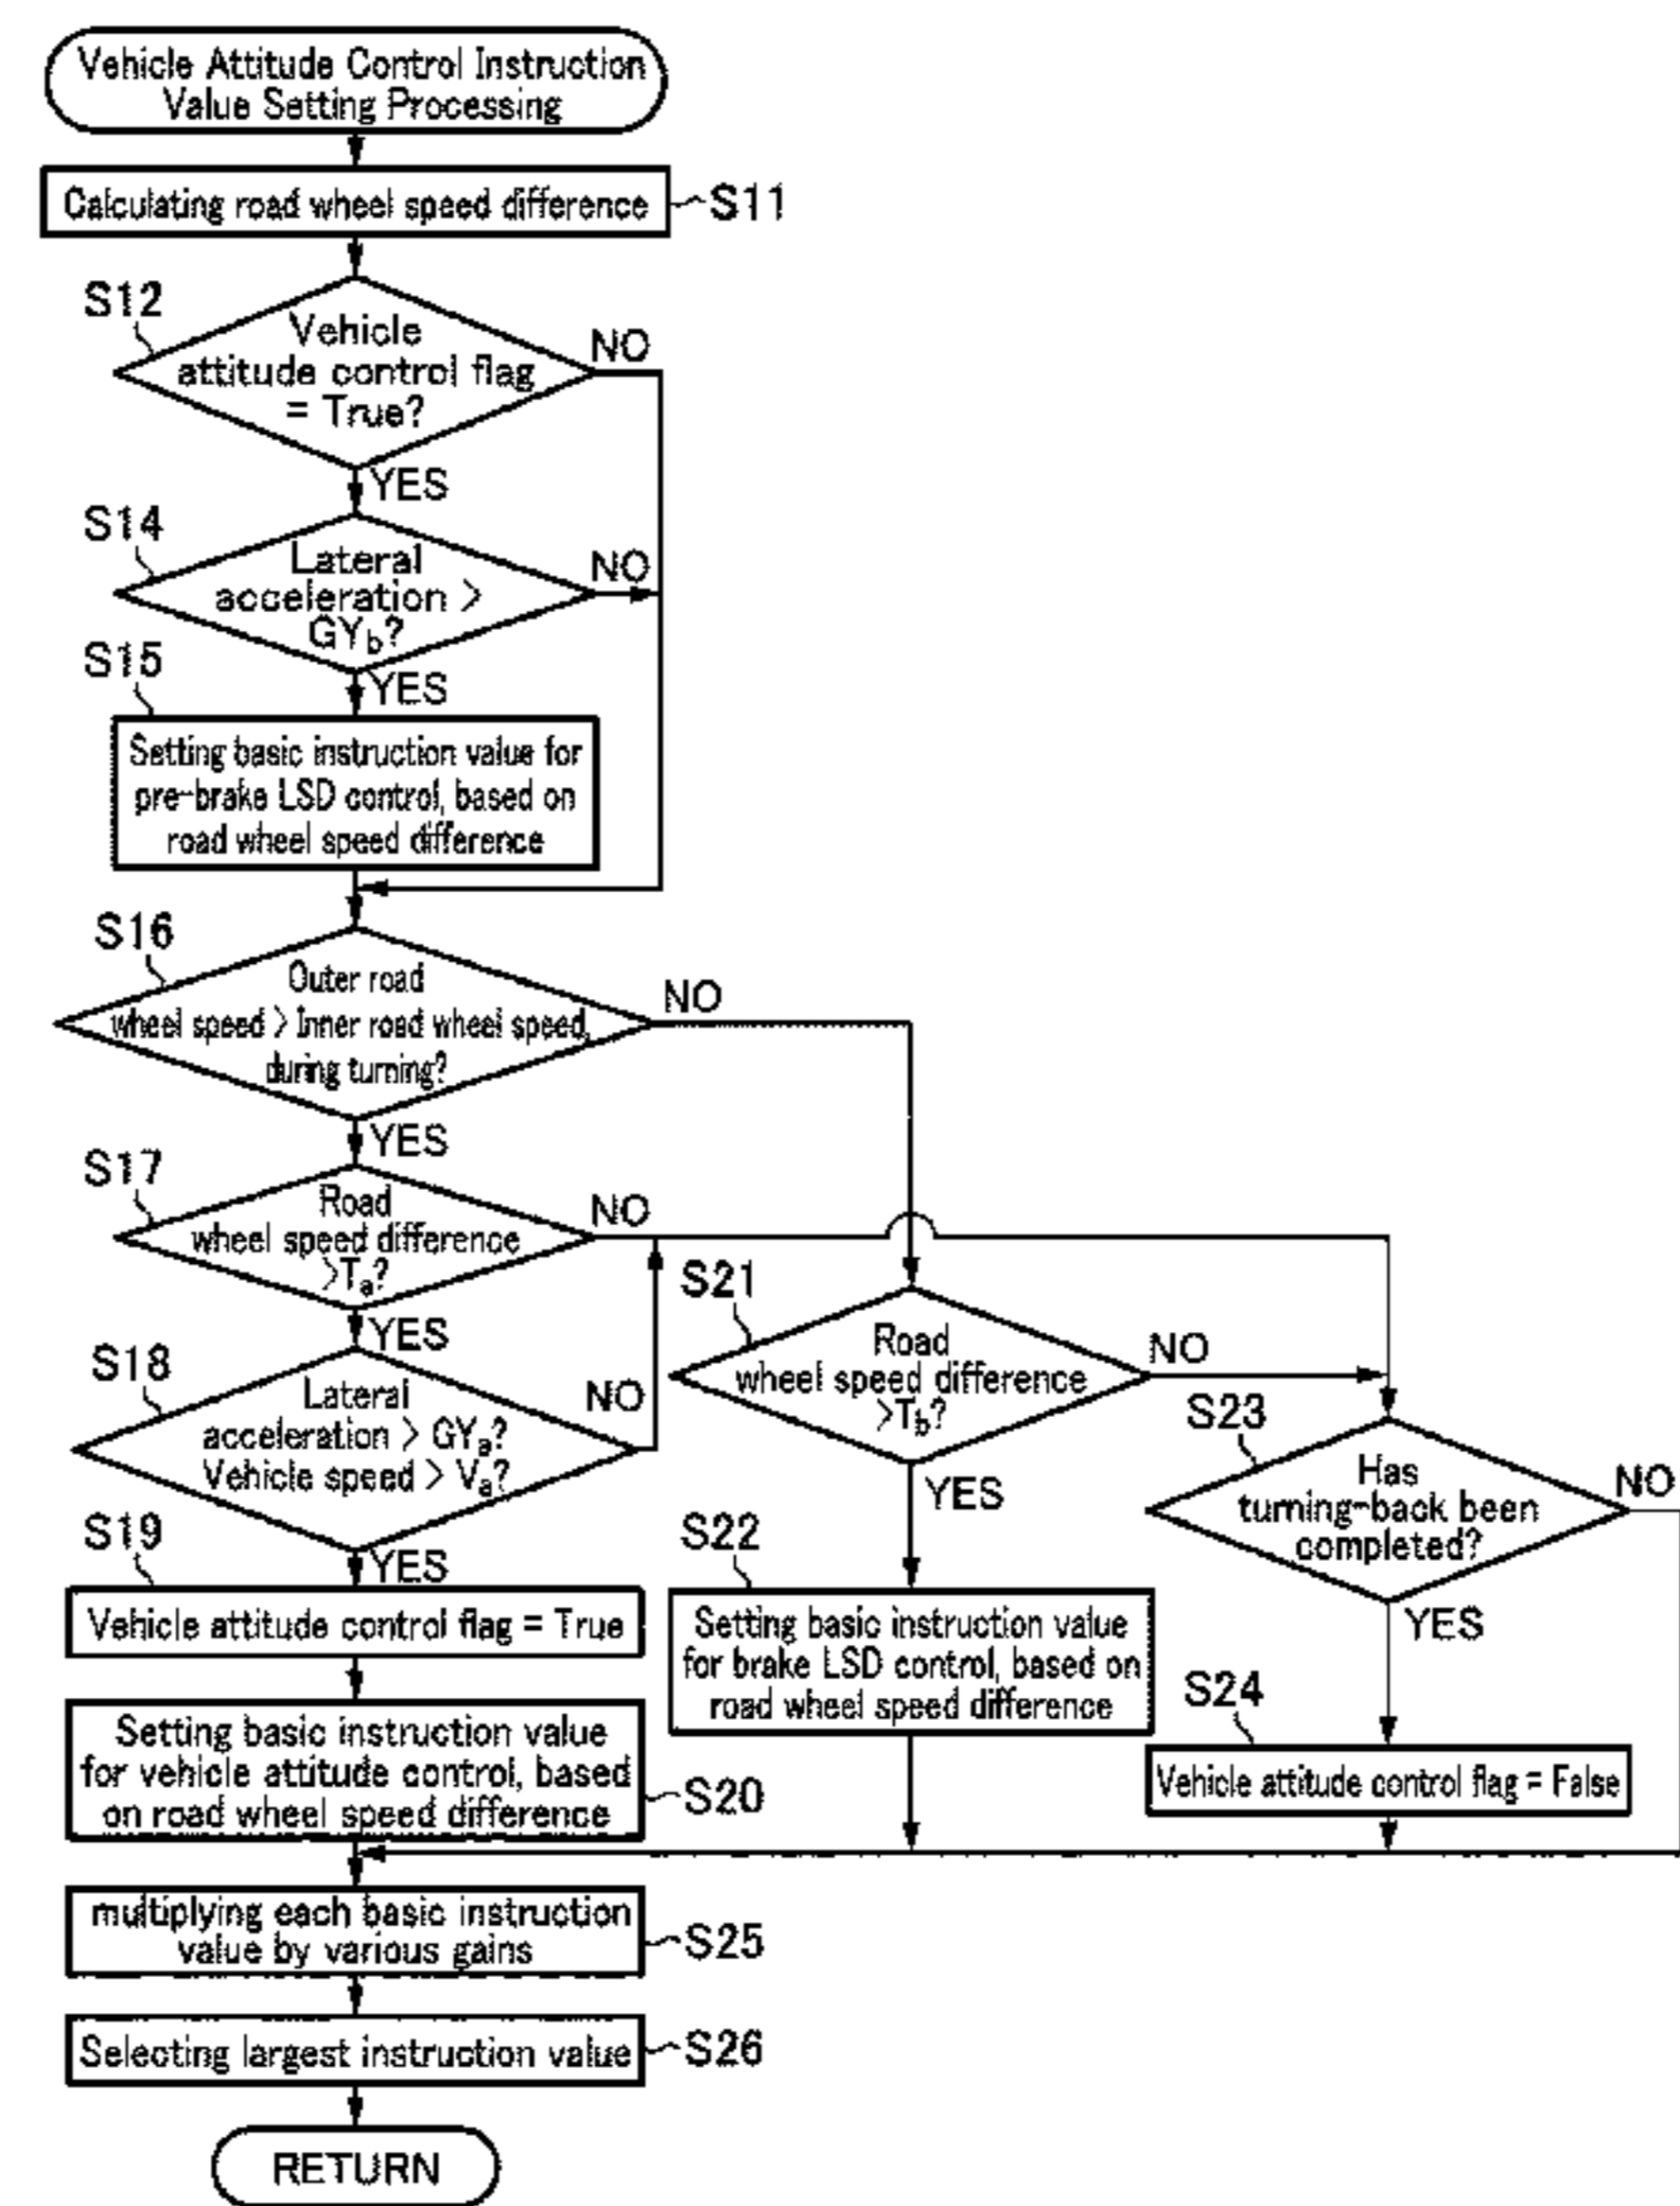 Vehicle Attitude Control Instruction
Value Setting Processing
Calculating road wheel speed difference
S11
S12
Vehicle
attitude control flag
= True?
NO
YES
S14
Lateral
acceleration >
GYb?
NO
YES
S15
Setting basic instruction value for
pre-brake LSD control, based on
road wheel speed difference
S16
Outer road
wheel speed > Inner road wheel speed,
during turning?
NO
YES
S17
Road
wheel speed difference
>Ta?
NO
YES
S18
Lateral
acceleration > GYa?
Vehicle speed > Va?
NO
YES
S19
Vehicle attitude control flag = True
Setting basic instruction value
for vehicle attitude control, based
on road wheel speed difference
S20
S21
Road
wheel speed difference
>Tb?
NO
YES
S22
Setting basic instruction value
for brake LSD control, based on
road wheel speed difference
S23
Has
turning-back been
completed?
NO
YES
S24
Vehicle attitude control flag = False
multiplying each basic instruction
value by various gains
S25
Selecting largest instruction value
S26
RETURN